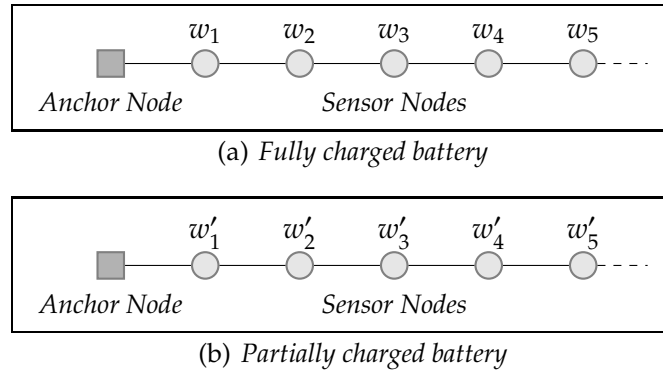 w₁ w₂ w₃ w₄ w₅
Anchor Node Sensor Nodes
(a) Fully charged battery
w′₁ w′₂ w′₃ w′₄ w′₅
Anchor Node Sensor Nodes
(b) Partially charged battery